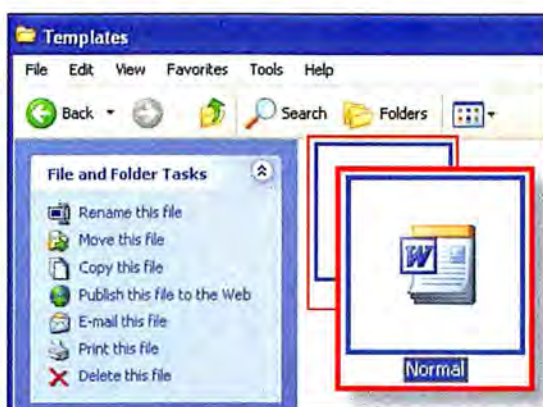 Templates
File Edit View Favorites Tools Help
Back Search Folders
File and Folder Tasks
Rename this file
Move this file
Copy this file
Publish this file to the Web
E-mail this file
Print this file
Delete this file
W
Normal